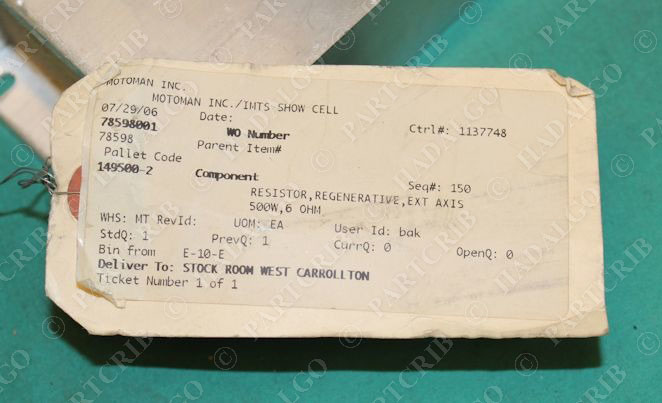 MOTOMAN INC.
MOTOMAN INC./IMTS SHOW CELL
07/29/06 Date:
78598001 WO Number Ctrl#: 1137748
78598 Parent Item#
Pallet Code
149500-2 Component Seq#: 150
RESISTOR,REGENERATIVE,EXT AXIS
500W,6 OHM
WHS: MT RevId: UOM: EA User Id: bak
StdQ: 1 PrevQ: 1 CurrQ: 0 OpenQ: 0
Bin from E-10-E
Deliver To: STOCK ROOM WEST CARROLLTON
Ticket Number 1 of 1
PARTCRIB
HALGO